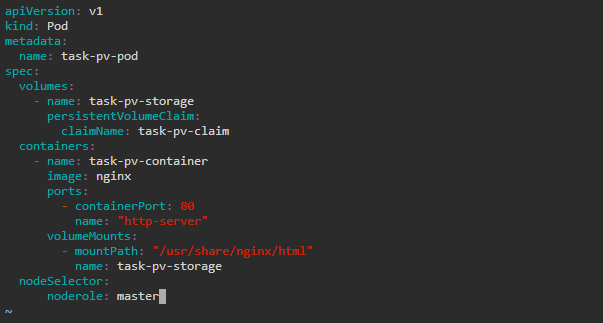 apiVersion: v1
kind: Pod
metadata:
  name: task-pv-pod
spec:
  volumes:
    - name: task-pv-storage
      persistentVolumeClaim:
        claimName: task-pv-claim
  containers:
    - name: task-pv-container
      image: nginx
      ports:
        - containerPort: 80
          name: "http-server"
      volumeMounts:
        - mountPath: "/usr/share/nginx/html"
          name: task-pv-storage
  nodeSelector:
      noderole: master
~